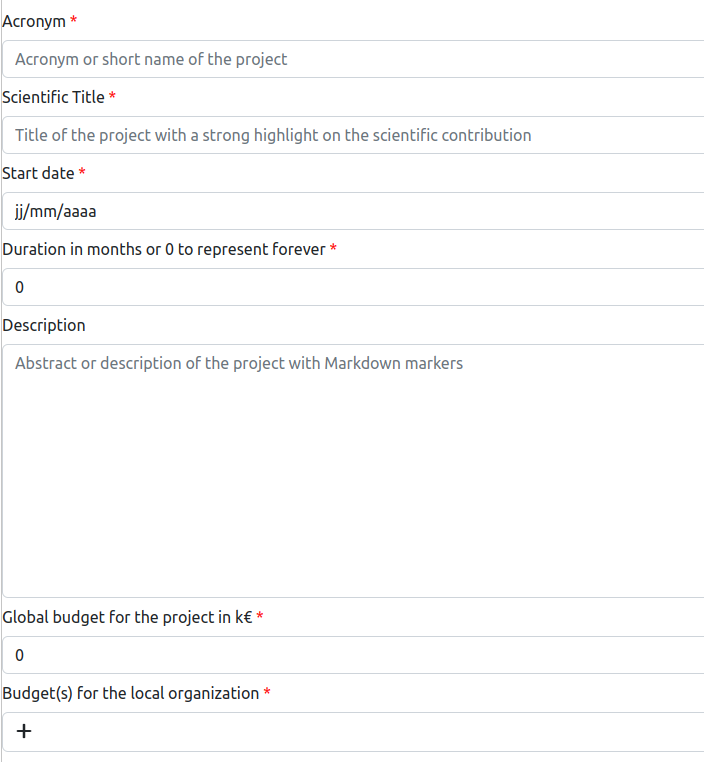 Acronym *
Acronym or short name of the project
Scientific Title *
Title of the project with a strong highlight on the scientific contribution
Start date *
jj/mm/aaaa
Duration in months or 0 to represent forever *
0
Description
Abstract or description of the project with Markdown markers
Global budget for the project in k€ *
0
Budget(s) for the local organization *
+